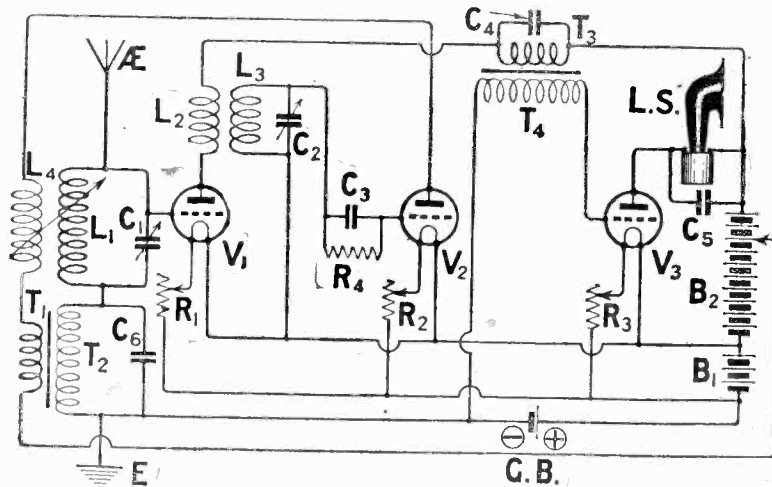 C₄
T₃
Æ
L₃
L.S.
L₂
C₂
T₄
L₄
C₃
C₁
L₁
C₅
V₁
V₂
V₃
R₄
B₂
T₁
R₁
R₂
R₃
C₆
T₂
B₁
− +
E
G.B.